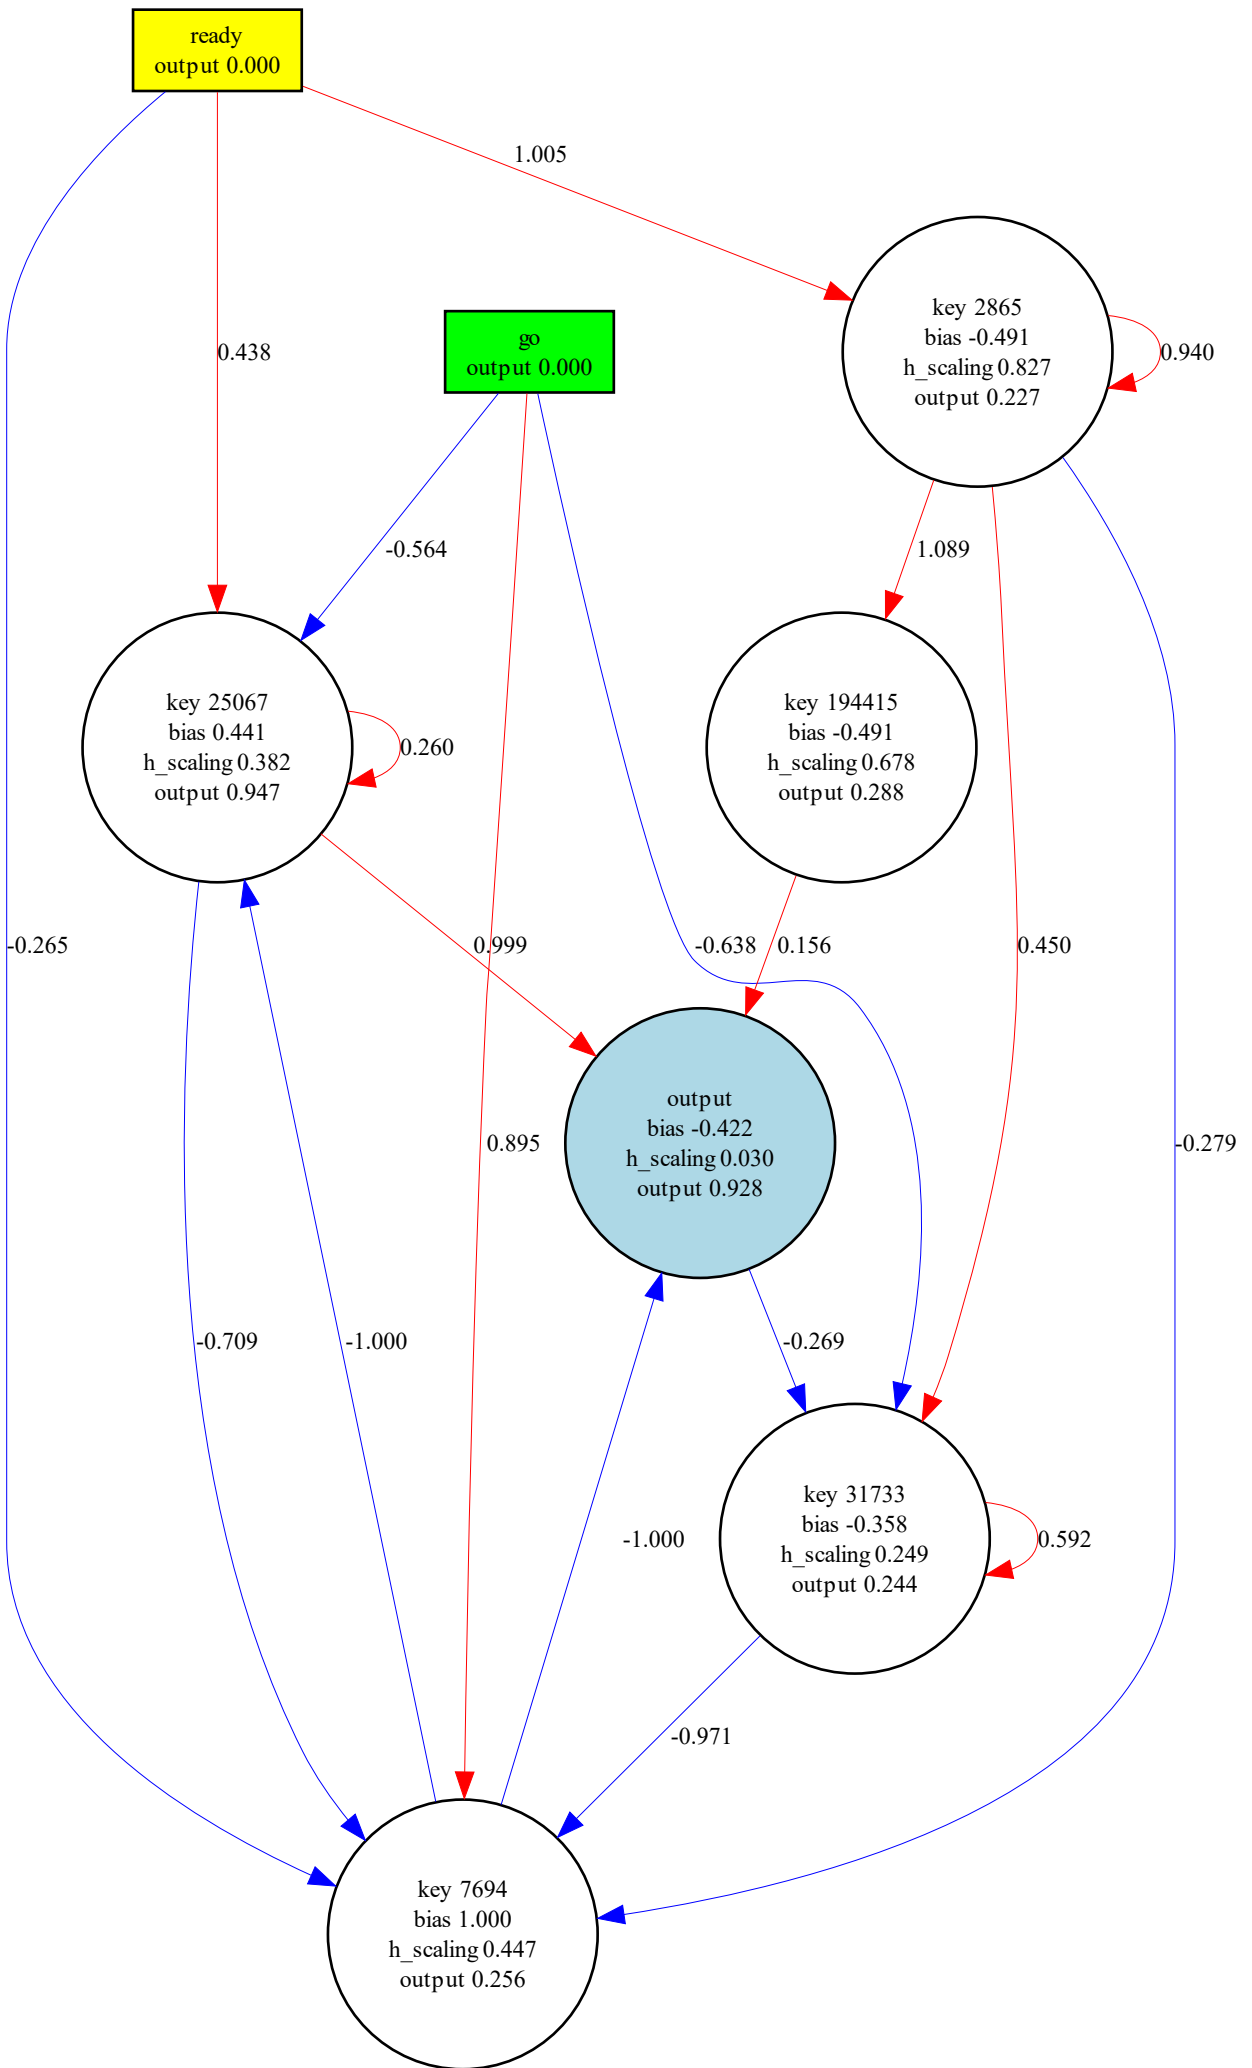 ready
output 0.000
1.005
key 2865
bias -0.491
h_scaling 0.827
output 0.227
0.940
go
output 0.000
0.438
-0.564
1.089
key 25067
bias 0.441
h_scaling 0.382
output 0.947
0.260
key 194415
bias -0.491
h_scaling 0.678
output 0.288
-0.265
0.999
-0.638
0.156
0.450
output
bias -0.422
h_scaling 0.030
output 0.928
0.895
-0.279
-0.709
-1.000
-0.269
key 31733
bias -0.358
h_scaling 0.249
output 0.244
0.592
-1.000
-0.971
key 7694
bias 1.000
h_scaling 0.447
output 0.256